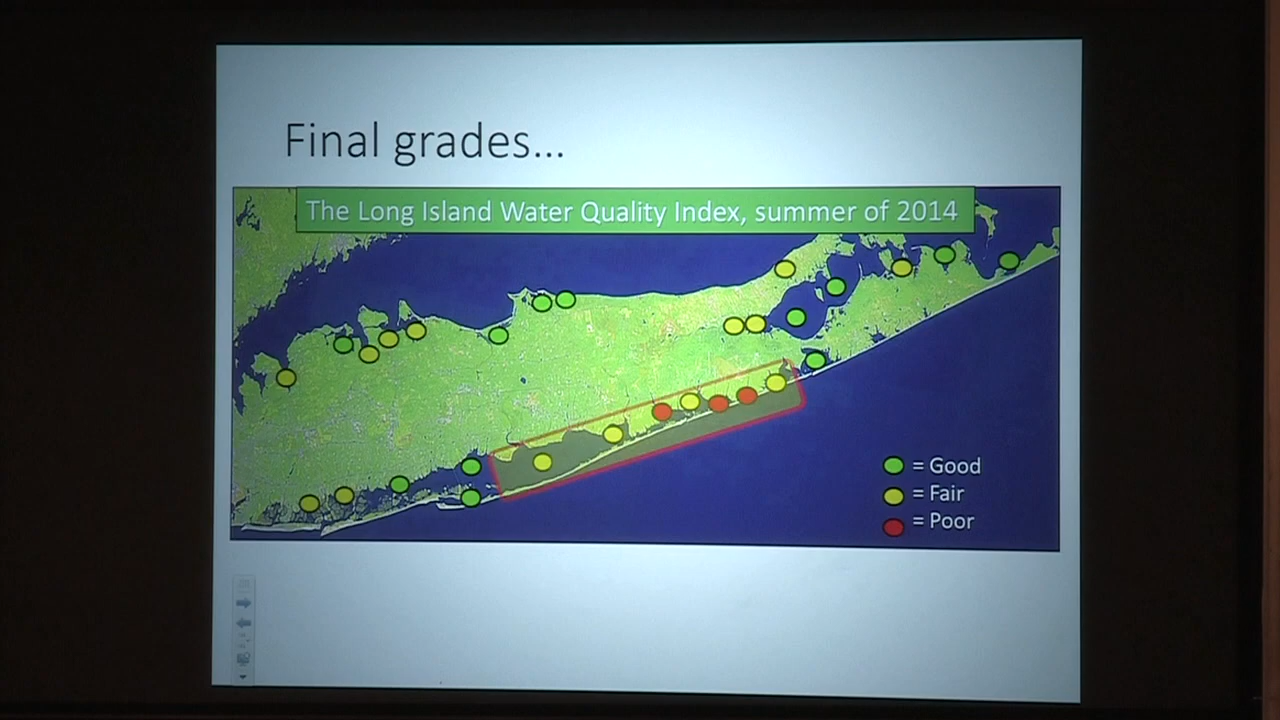 Final grades...
The Long Island Water Quality Index, summer of 2014
= Good
= Fair
= Poor